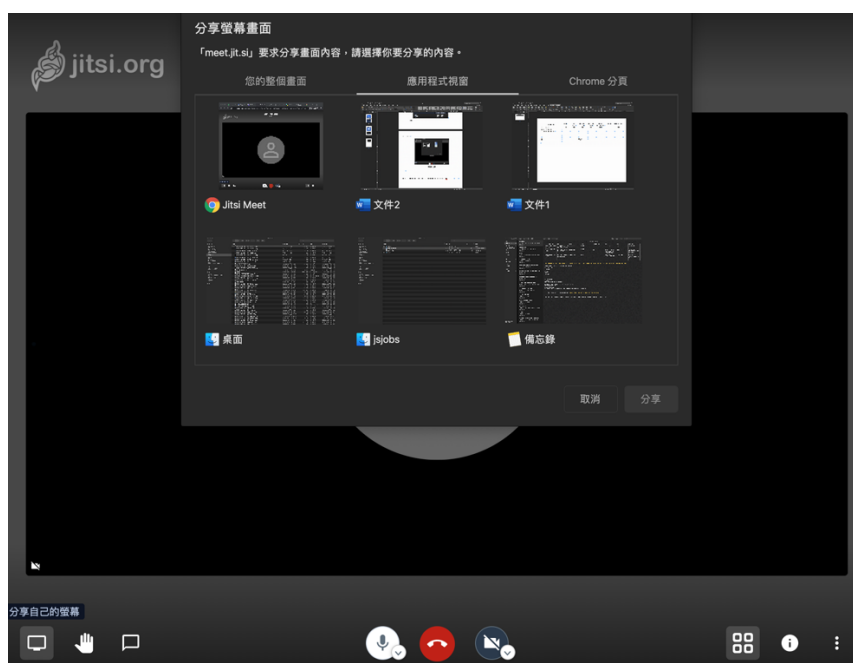 分享螢幕畫面
「meet.jit.si」要求分享畫面內容，請選擇你要分享的內容。
jitsi.org
您的整個畫面
應用程式視窗
Chrome 分頁
Jitsi Meet
文件2
文件1
桌面
jsjobs
備忘錄
取消
分享
分享自己的螢幕